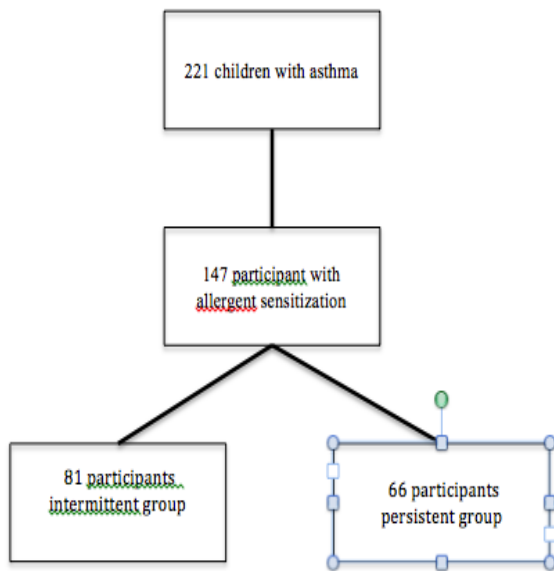 221 children with asthma
147 participant with
allergent sensitization
81 participants
intermittent group
66 participants
persistent group